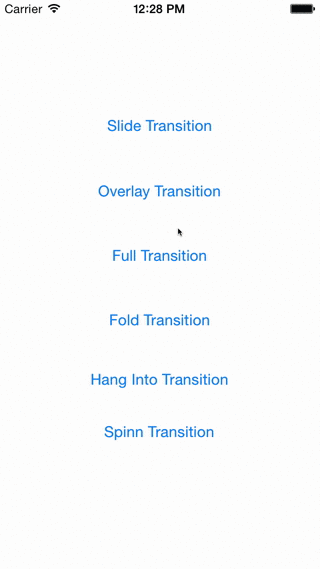 Carrier 12:28 PM
Slide Transition
Overlay Transition
Full Transition
Fold Transition
Hang Into Transition
Spinn Transition